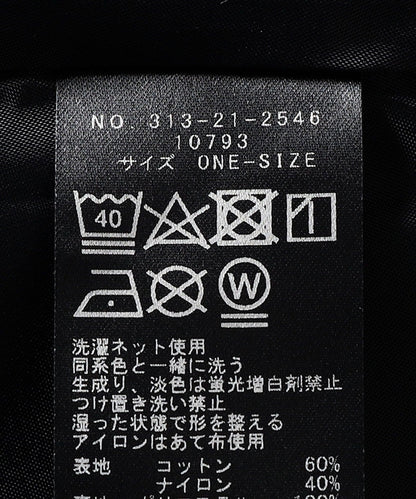 NO. 313-21-2546
10793
サイズ ONE-SIZE
40
W
洗濯ネット使用
同系色と一緒に洗う
生成り、淡色は蛍光増白剤禁止
つけ置き洗い禁止
湿った状態で形を整える
アイロンはあて布使用
表地 コットン 60%
ナイロン 40%